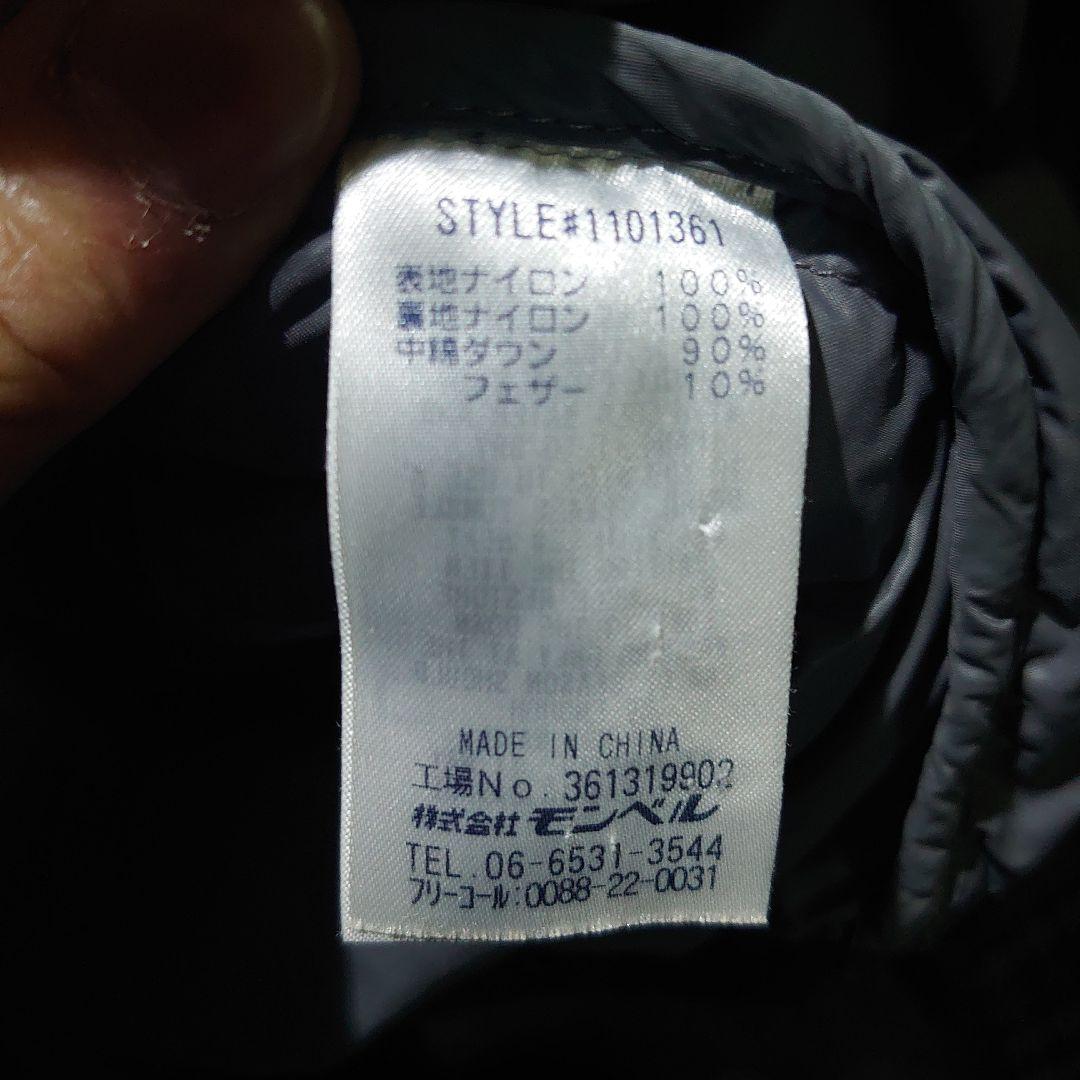 STYLE#1101361
表地ナイロン 100%
裏地ナイロン 100%
中綿ダウン 90%
フェザー 10%
MADE IN CHINA
工場No. 361319902
株式会社モンベル
TEL. 06-6531-3544
フリーコール:0088-22-0031